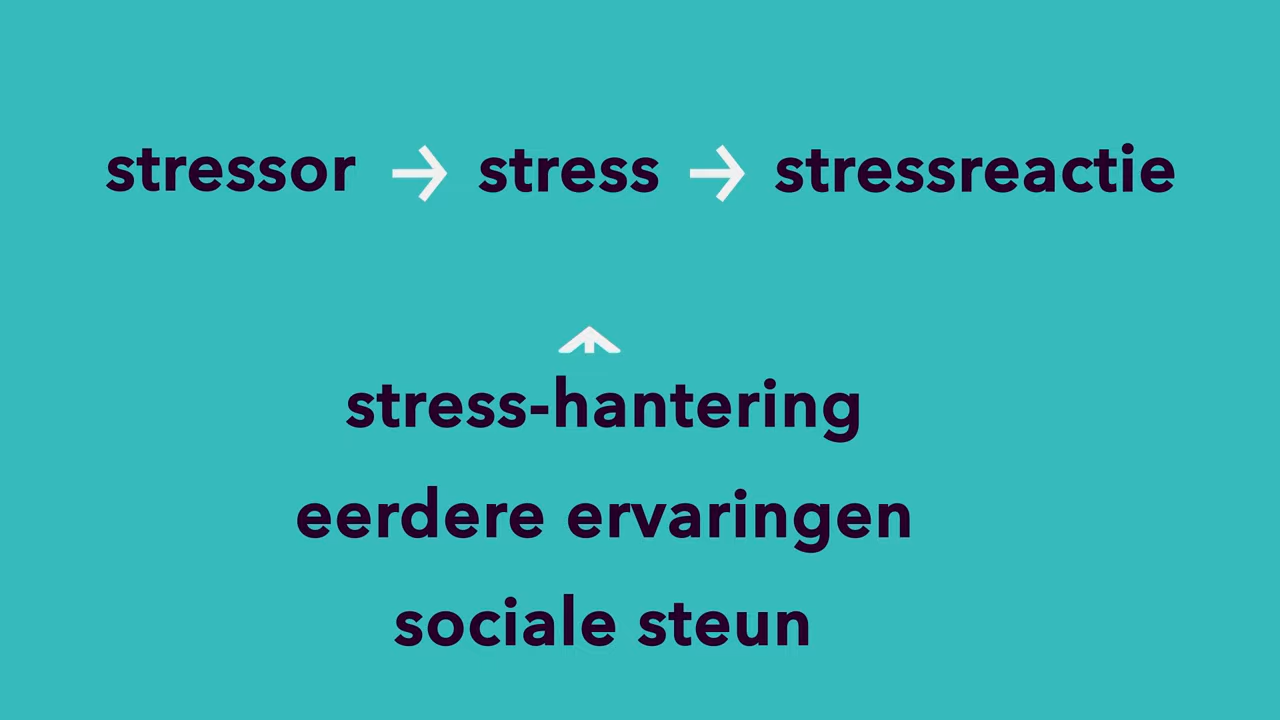 stressor → stress → stressreactie
stress-hantering
eerdere ervaringen
sociale steun